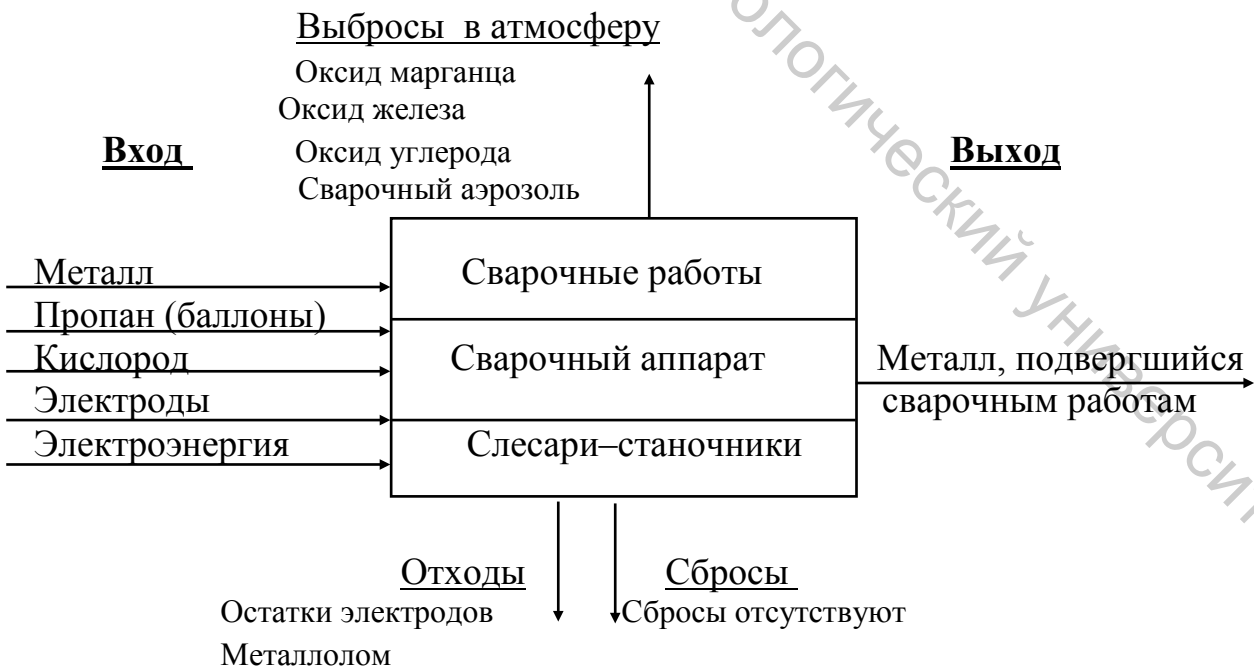 Выбросы в атмосферу
Оксид марганца
Оксид железа
Оксид углерода
Сварочный аэрозоль
Вход
Выход
Металл
Пропан (баллоны)
Кислород
Электроды
Электроэнергия
Сварочные работы
Сварочный аппарат
Слесари–станочники
Металл, подвергшийся
сварочным работам
Отходы
Остатки электродов
Металлолом
Сбросы
Сбросы отсутствуют